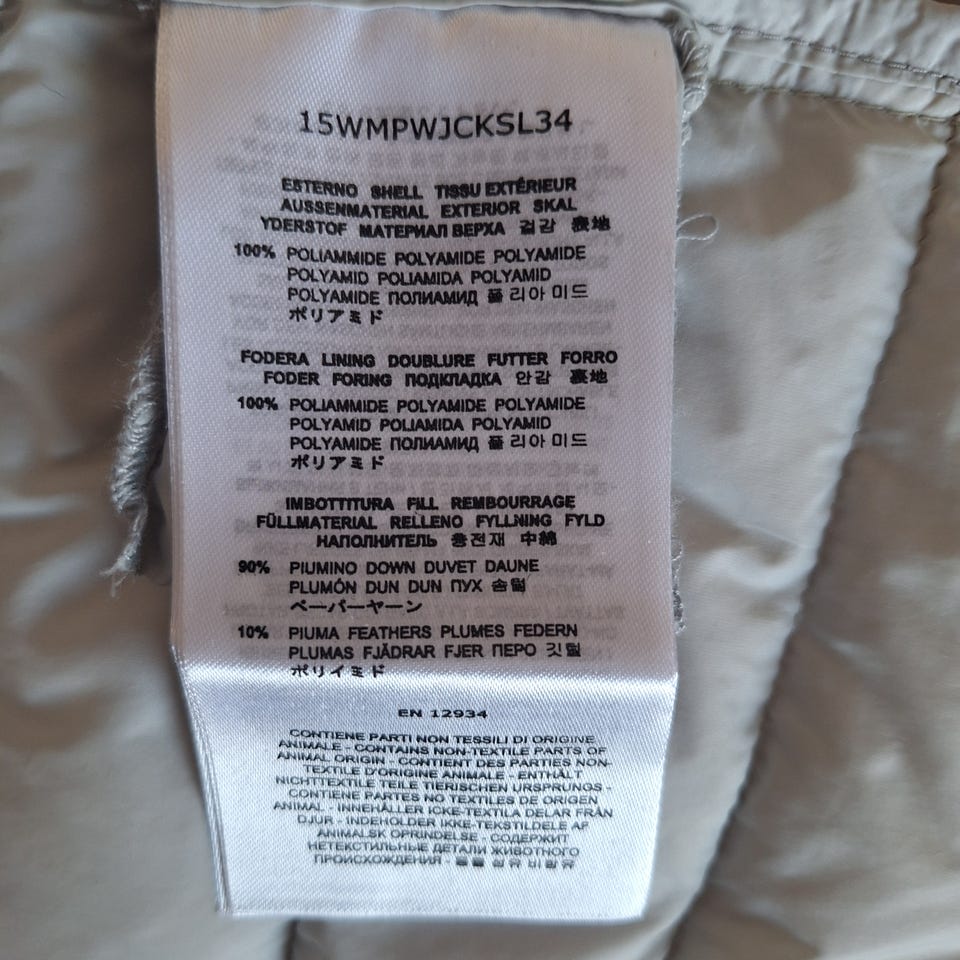 15WMPWJCKSL34
ESTERNO SHELL TISSU EXTÉRIEUR
AUSSENMATERIAL EXTERIOR SKAL
YDERSTOF МАТЕРИАЛ ВЕРХА 겉감 表地
100% POLIAMMIDE POLYAMIDE POLYAMIDE
POLYAMID POLIAMIDA POLYAMID
POLYAMIDE ПОЛИАМИД 폴리아미드
ポリアミド
FODERA LINING DOUBLURE FUTTER FORRO
FODER FORING ПОДКЛАДКА 안감 裏地
100% POLIAMMIDE POLYAMIDE POLYAMIDE
POLYAMID POLIAMIDA POLYAMID
POLYAMIDE ПОЛИАМИД 폴리아미드
ポリアミド
IMBOTTITURA FILL REMBOURRAGE
FÜLLMATERIAL RELLENO FYLLNING FYLD
НАПОЛНИТЕЛЬ 충전재 中綿
90% PIUMINO DOWN DUVET DAUNE
PLUMÓN DUN DUN ПУХ 솜털
ペーパーヤーン
10% PIUMA FEATHERS PLUMES FEDERN
PLUMAS FJÄDRAR FJER ПЕРО 깃털
ポリイミド
EN 12934
CONTIENE PARTI NON TESSILI DI ORIGINE
ANIMALE - CONTAINS NON-TEXTILE PARTS OF
ANIMAL ORIGIN - CONTIENT DES PARTIES NON-
TEXTILE D'ORIGINE ANIMALE - ENTHÄLT
NICHTTEXTILE TEILE TIERISCHEN URSPRUNGS -
CONTIENE PARTES NO TEXTILES DE ORIGEN
ANIMAL - INNEHÅLLER ICKE-TEXTILA DELAR FRÅN
DJUR - INDEHOLDER IKKE-TEKSTILDELE AF
ANIMALSK OPRINDELSE - СОДЕРЖИТ
НЕТЕКСТИЛЬНЫЕ ДЕТАЛИ ЖИВОТНОГО
ПРОИСХОЖДЕНИЯ -